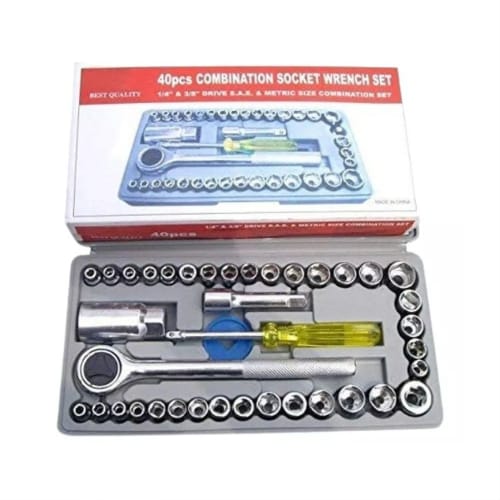 40pcs COMBINATION SOCKET WRENCH SET
BEST QUALITY
1/4" & 3/8" DRIVE S.A.E. & METRIC SIZE COMBINATION SET
MADE IN CHINA
40pcs
1/4" & 3/8" DRIVE S.A.E. & METRIC SIZE COMBINATION SET